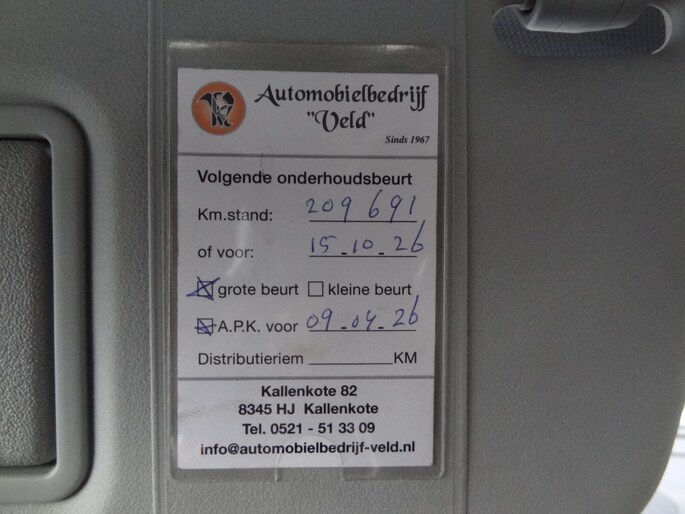 Automobielbedrijf
"Veld"
Sinds 1967
Volgende onderhoudsbeurt
Km.stand: 209 691
of voor: 15-10-26
grote beurt kleine beurt
A.P.K. voor 09-04-26
Distributieriem ________ KM
Kallenkote 82
8345 HJ Kallenkote
Tel. 0521 - 51 33 09
info@automobielbedrijf-veld.nl